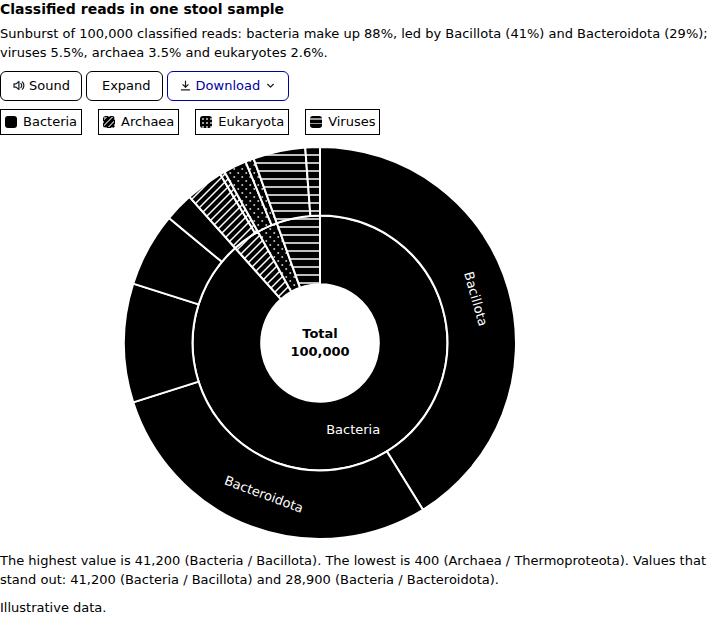 Classified reads in one stool sample
Sunburst of 100,000 classified reads: bacteria make up 88%, led by Bacillota (41%) and Bacteroidota (29%);
viruses 5.5%, archaea 3.5% and eukaryotes 2.6%.
Sound Expand Download
Bacteria Archaea Eukaryota Viruses
Bacillota
Total
100,000
Bacteria
Bacteroidota
The highest value is 41,200 (Bacteria / Bacillota). The lowest is 400 (Archaea / Thermoproteota). Values that
stand out: 41,200 (Bacteria / Bacillota) and 28,900 (Bacteria / Bacteroidota).
Illustrative data.